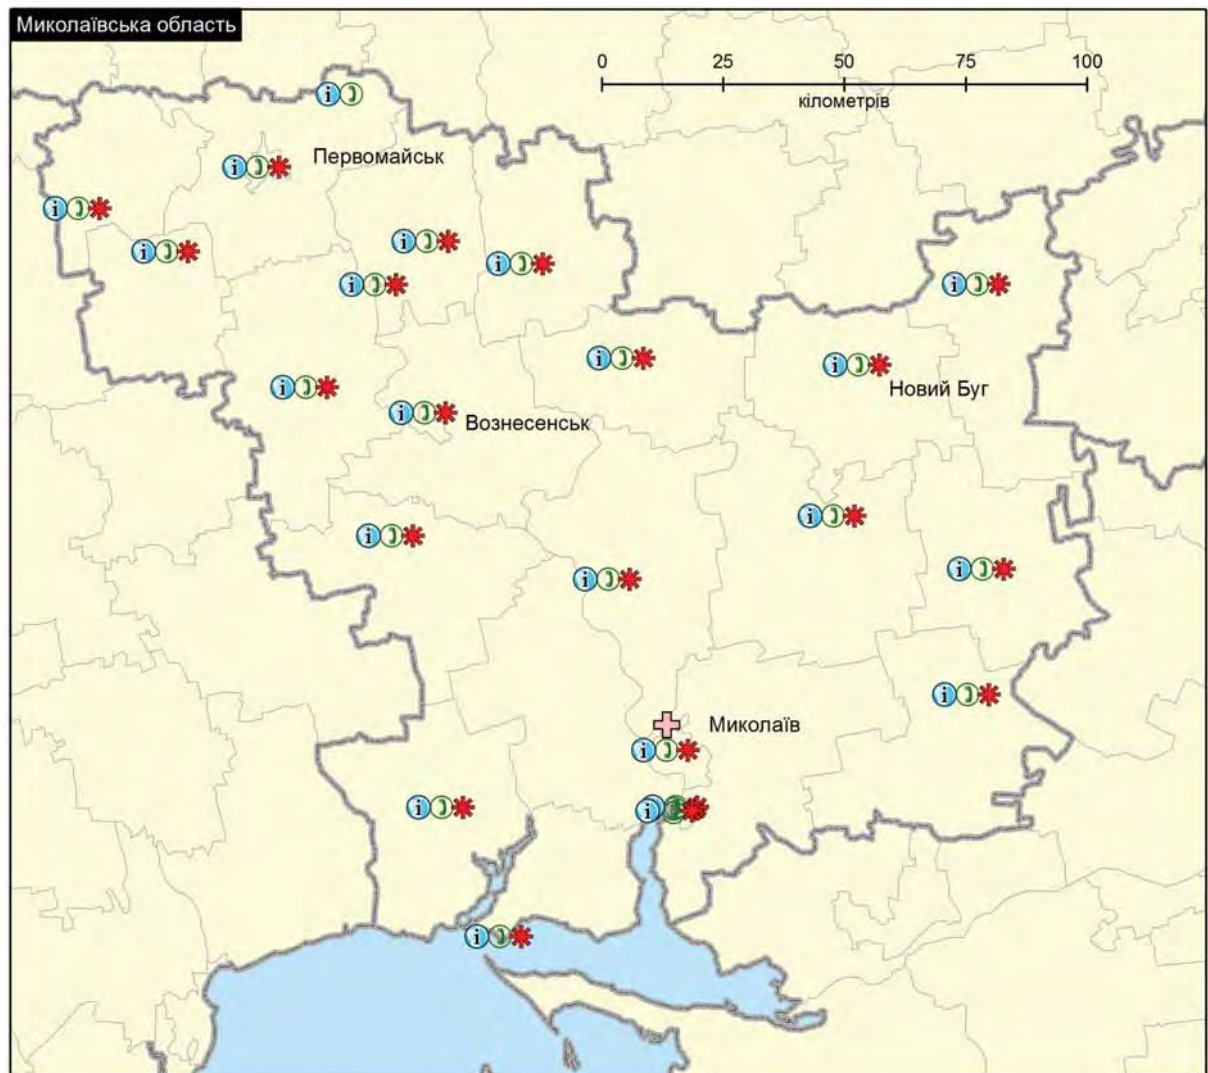 Миколаївська область
0 25 50 75 100
кілометрів
Первомайськ
Новий Буг
Вознесенськ
Миколаїв